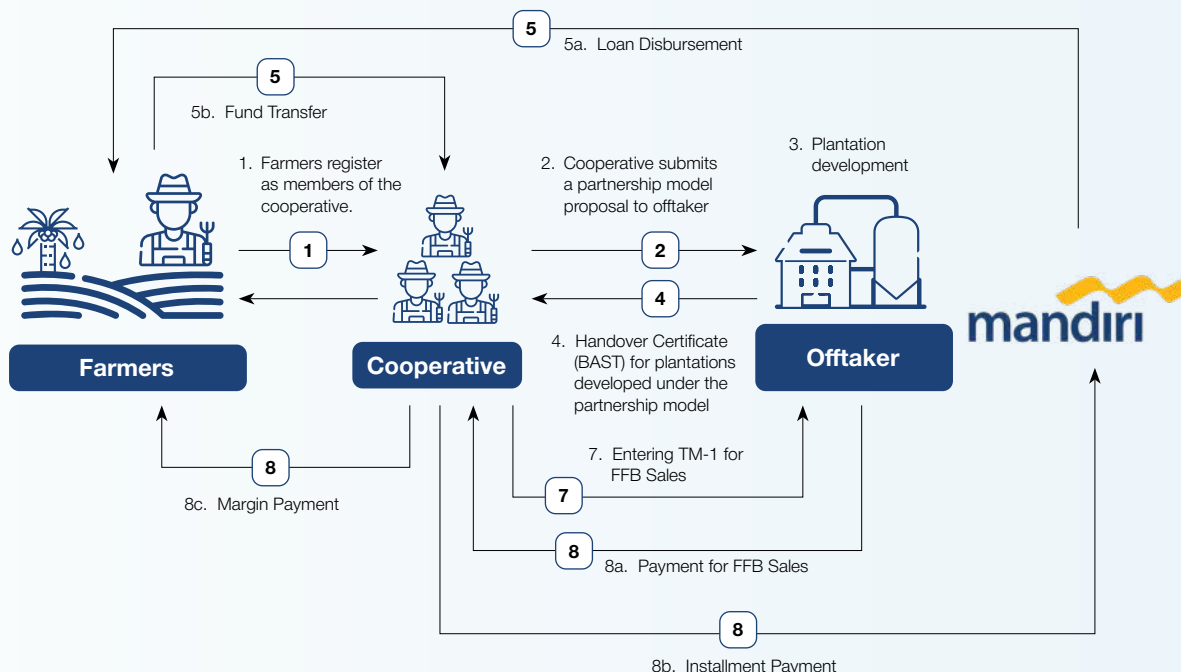 5
5a. Loan Disbursement
5
5b. Fund Transfer
1. Farmers register
as members of the
cooperative.
2. Cooperative submits
a partnership model
proposal to offtaker
3. Plantation
development
1
2
4
mandiri
Farmers
Cooperative
Offtaker
4. Handover Certificate
(BAST) for plantations
developed under the
partnership model
8
8c. Margin Payment
7. Entering TM-1 for
FFB Sales
7
8
8a. Payment for FFB Sales
8
8b. Installment Payment